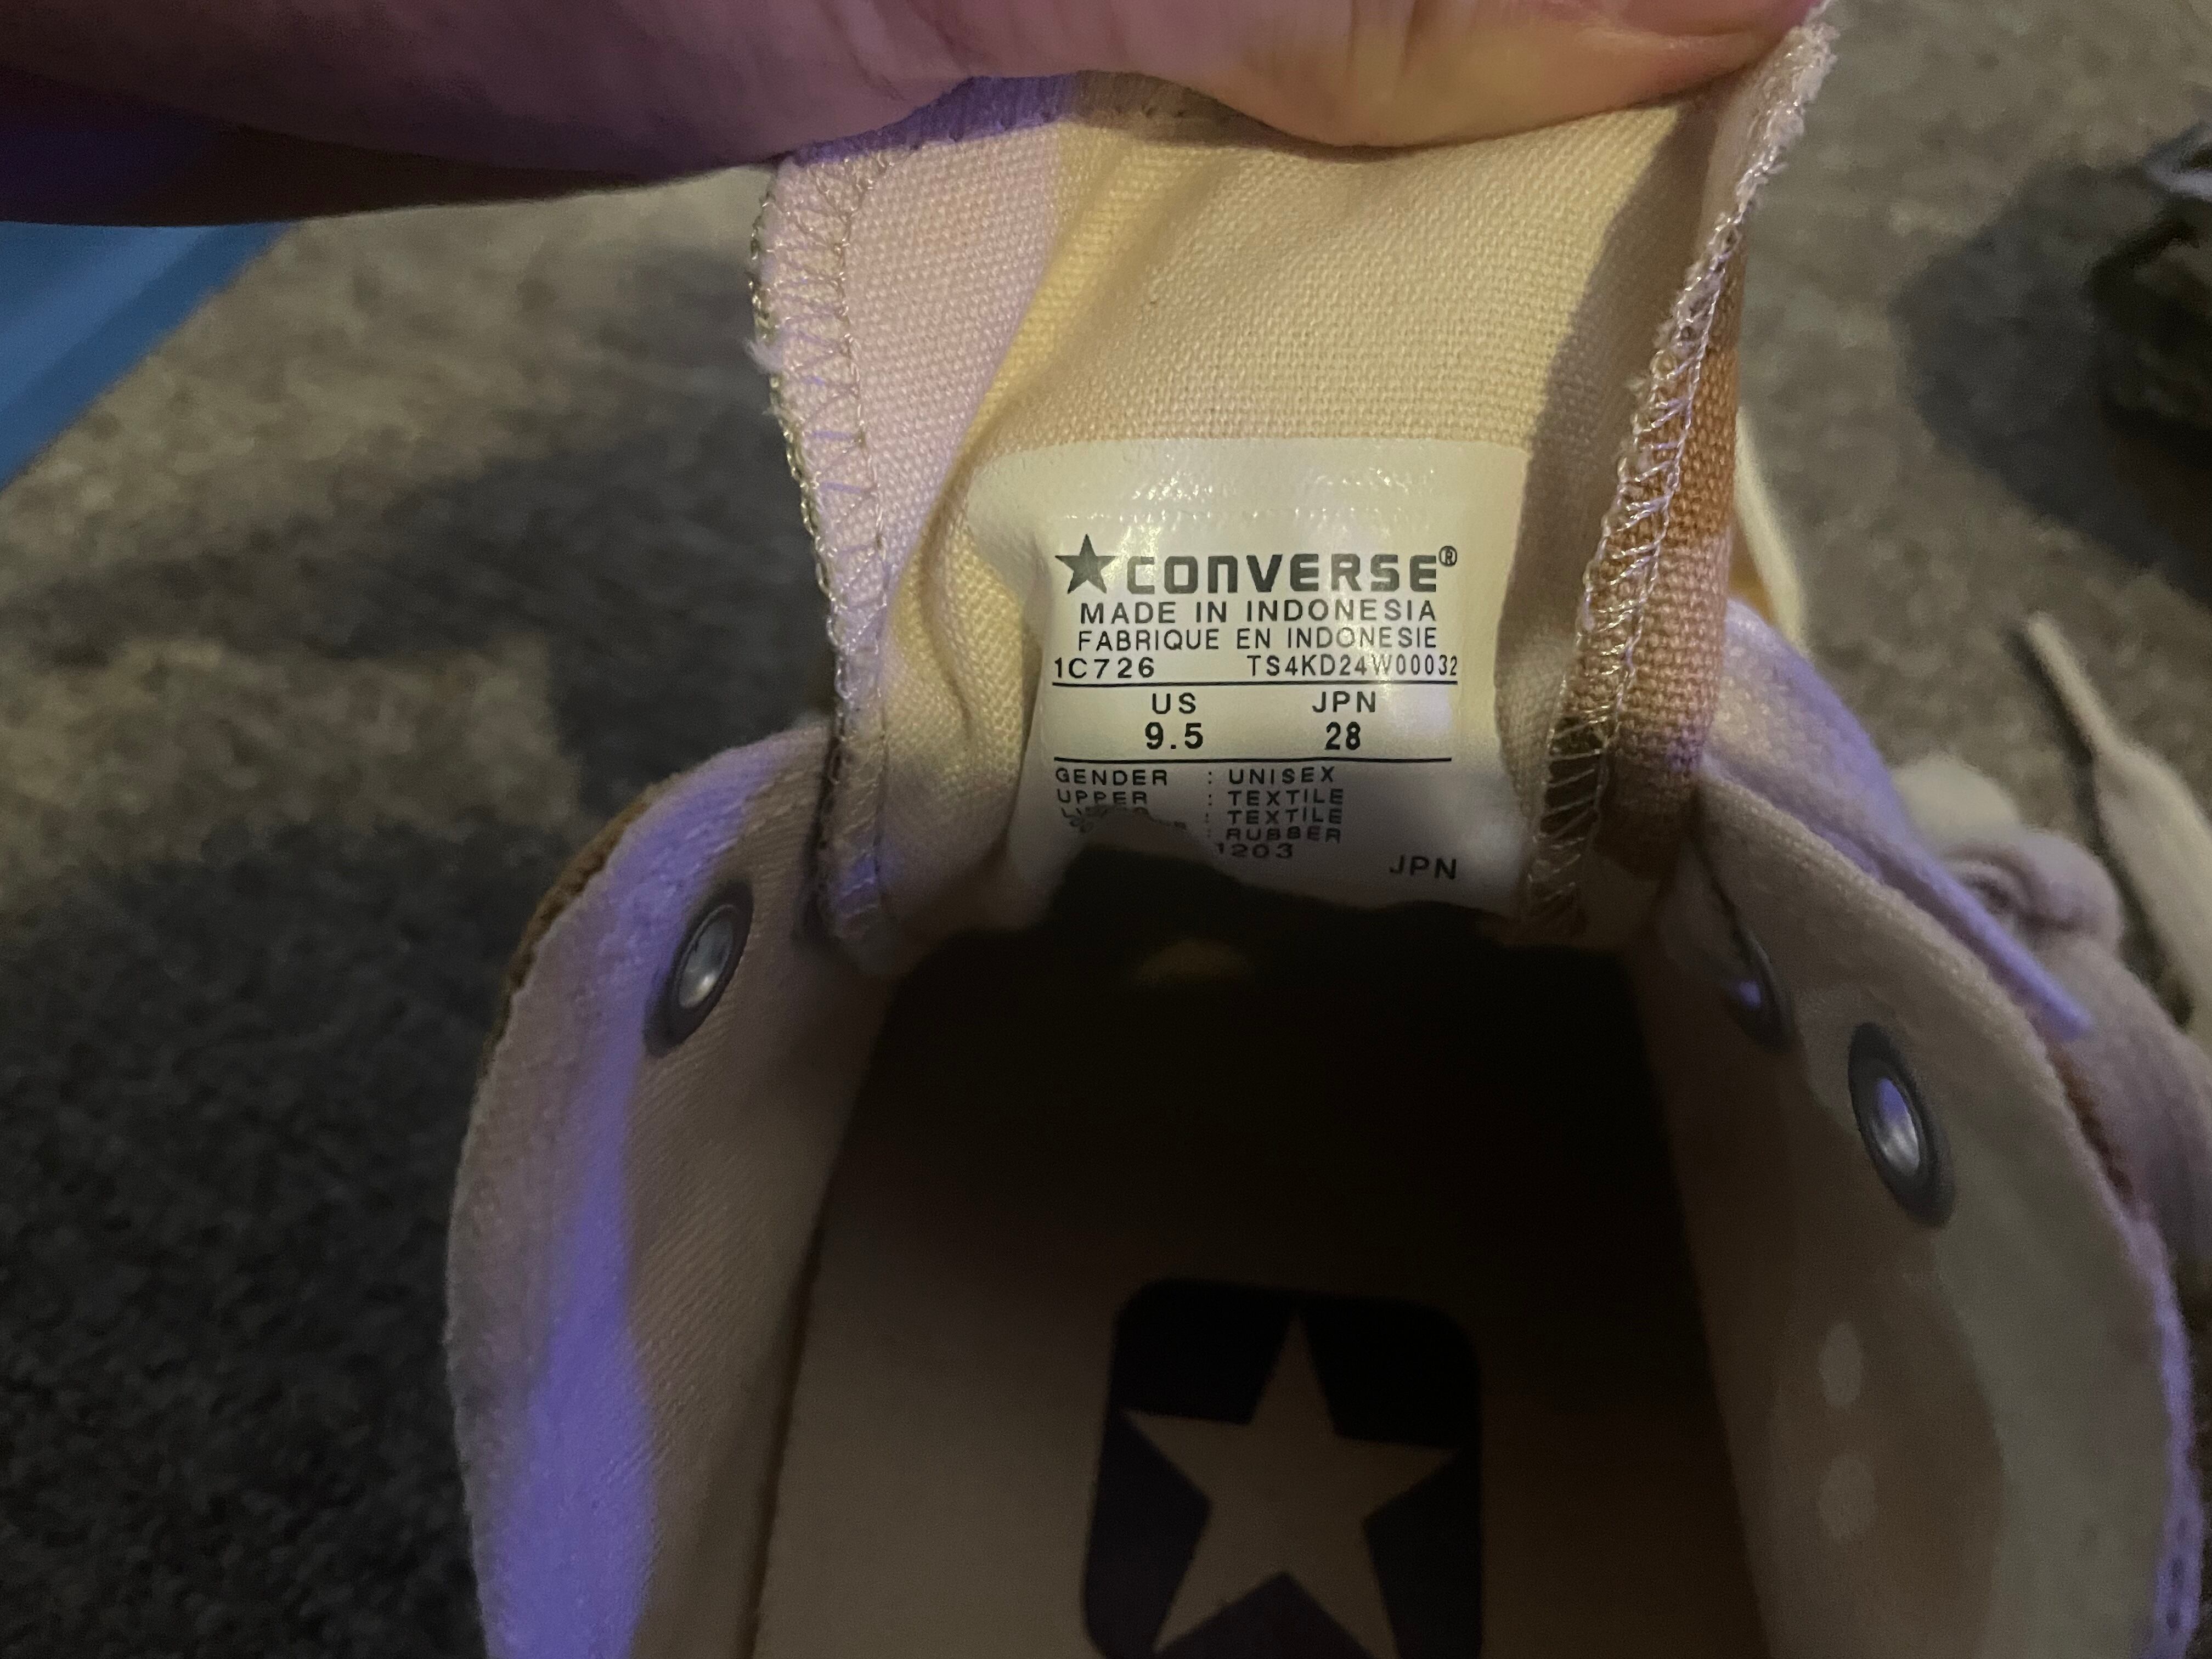 ★CONVERSE®
MADE IN INDONESIA
FABRIQUE EN INDONESIE
1C726 TS4KD24W00032
US JPN
9.5 28
GENDER : UNISEX
UPPER : TEXTILE
: TEXTILE
: RUBBER
1203
JPN